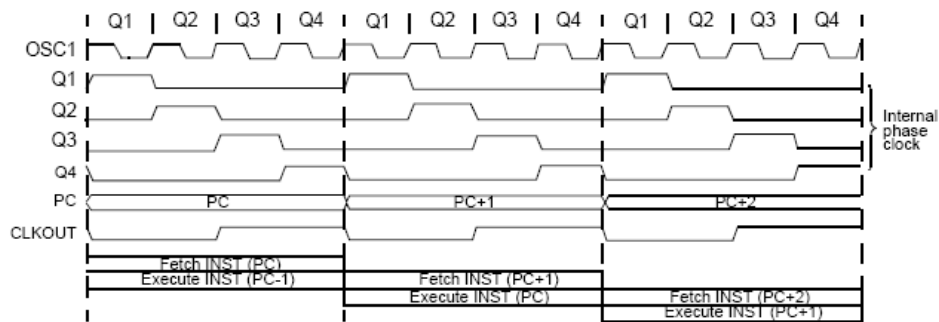 Q1 Q2 Q3 Q4 Q1 Q2 Q3 Q4 Q1 Q2 Q3 Q4
OSC1
Q1
Q2
Q3
Q4
Internal
phase
clock
PC PC PC+1 PC+2
CLKOUT
Fetch INST (PC)
Execute INST (PC-1) Fetch INST (PC+1)
Execute INST (PC) Fetch INST (PC+2)
Execute INST (PC+1)